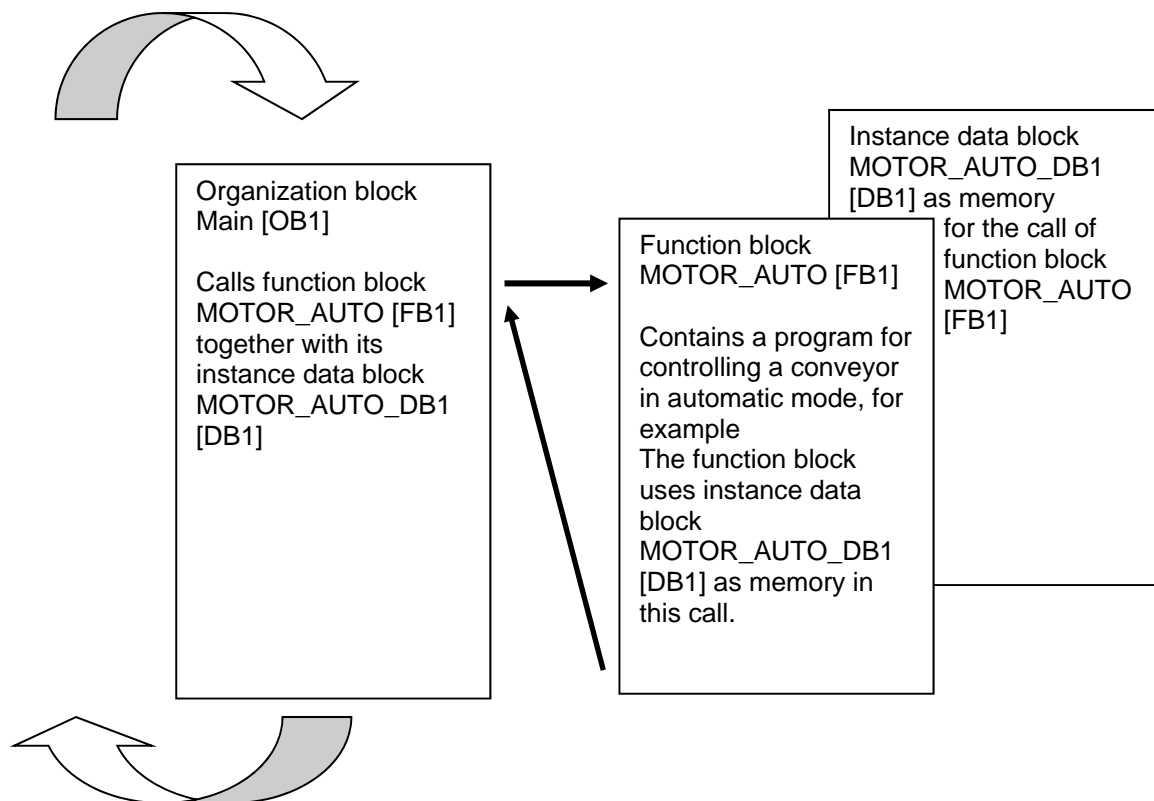 Organization block
Main [OB1]
Calls function block
MOTOR_AUTO [FB1]
together with its
instance data block
MOTOR_AUTO_DB1
[DB1]
Function block
MOTOR_AUTO [FB1]
Contains a program for
controlling a conveyor
in automatic mode, for
example
The function block
uses instance data
block
MOTOR_AUTO_DB1
[DB1] as memory in
this call.
Instance data block
MOTOR_AUTO_DB1
[DB1] as memory
for the call of
function block
MOTOR_AUTO
[FB1]